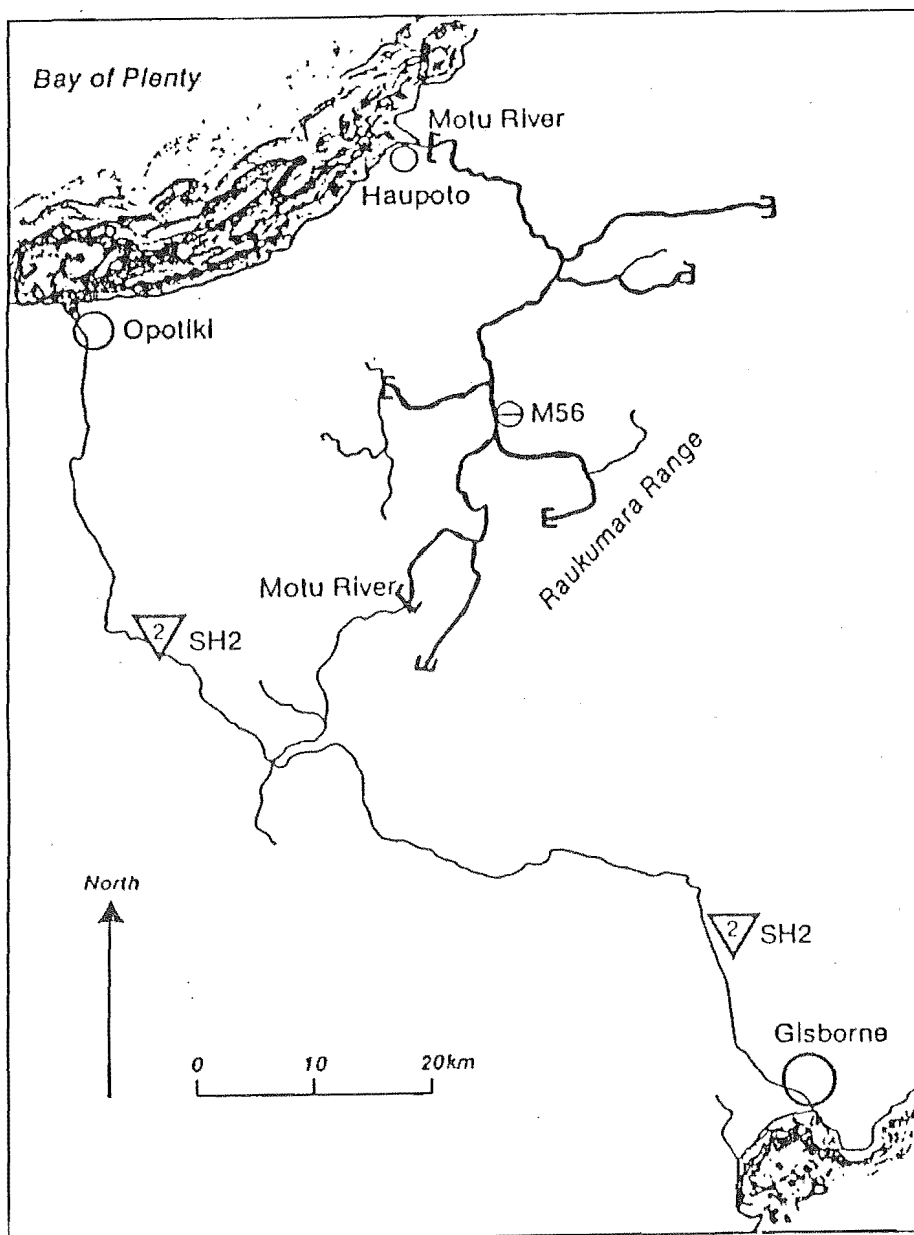 Bay of Plenty
Motu River
Haupoto
Opotiki
M56
Raukumara Range
Motu River
2 SH2
North
2 SH2
0 10 20km
Gisborne